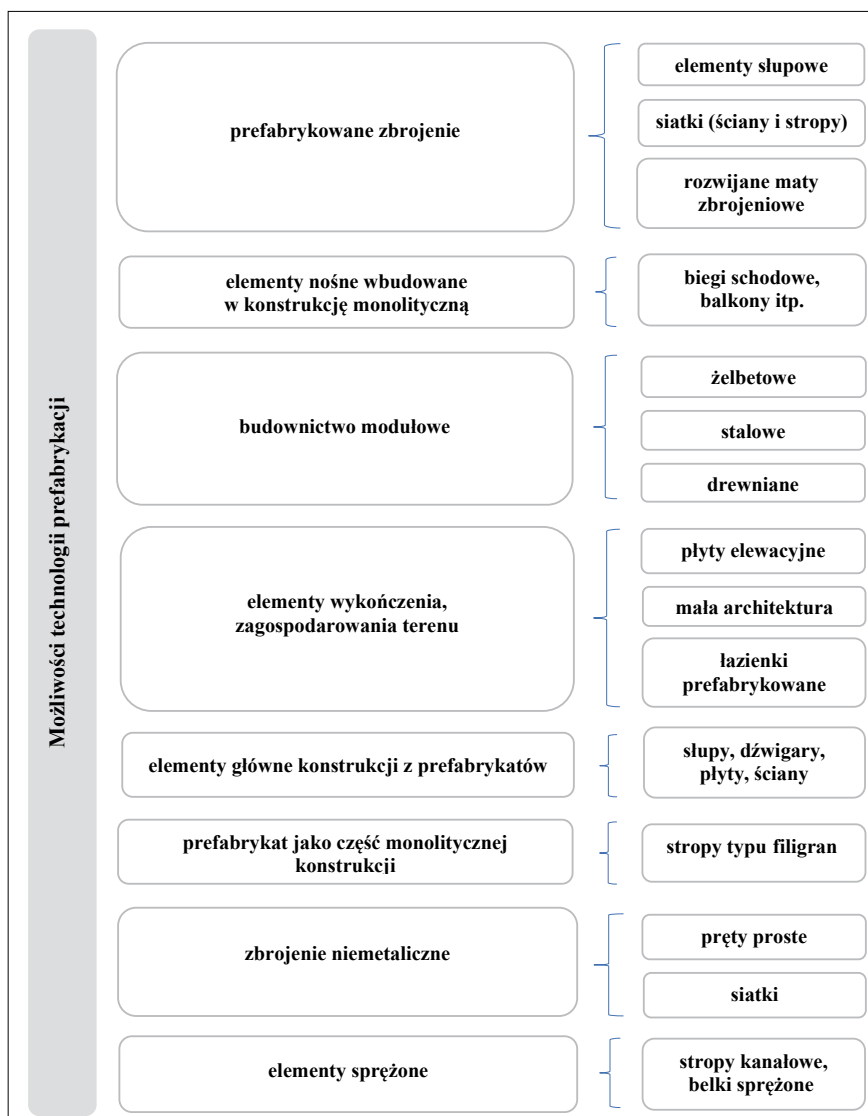 Możliwości technologii prefabrykacji
prefabrykowane zbrojenie
elementy słupowe
siatki (ściany i stropy)
rozwijane maty
zbrojeniowe
elementy nośne wbudowane
w konstrukcję monolityczną
biegi schodowe,
balkony itp.
budownictwo modułowe
żelbetowe
stalowe
drewniane
elementy wykończenia,
zagospodarowania terenu
płyty elewacyjne
mała architektura
łazienki
prefabrykowane
elementy główne konstrukcji z prefabrykatów
słupy, dźwigary,
płyty, ściany
prefabrykat jako część monolitycznej
konstrukcji
stropy typu filigran
zbrojenie niemetaliczne
pręty proste
siatki
elementy sprężone
stropy kanałowe,
belki sprężone